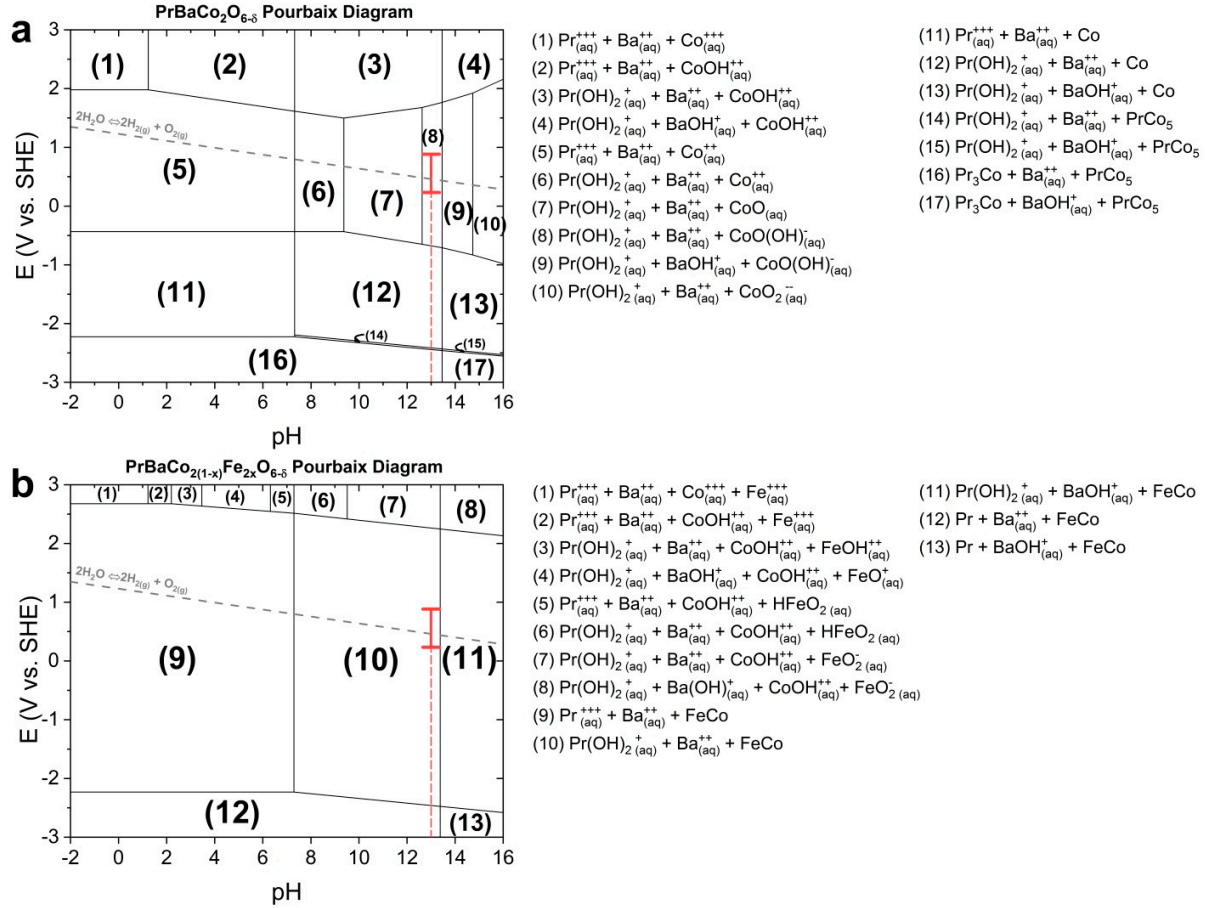 a
PrBaCo₂O₆₋δ Pourbaix Diagram
E (V vs. SHE)
3
2
1
0
-1
-2
-3
(1)
(2)
(3)
(4)
2H₂O ⇔2H₂(g) + O₂(g)
(8)
(5)
(6)
(7)
(9)
(10)
(11)
(12)
(13)
(14)
(15)
(16)
(17)
-2 0 2 4 6 8 10 12 14 16
pH
(1) Pr⁺⁺⁺(aq) + Ba⁺⁺(aq) + Co⁺⁺⁺(aq)
(2) Pr⁺⁺⁺(aq) + Ba⁺⁺(aq) + CoOH⁺⁺(aq)
(3) Pr(OH)₂⁺(aq) + Ba⁺⁺(aq) + CoOH⁺⁺(aq)
(4) Pr(OH)₂⁺(aq) + BaOH⁺(aq) + CoOH⁺⁺(aq)
(5) Pr⁺⁺⁺(aq) + Ba⁺⁺(aq) + Co⁺⁺(aq)
(6) Pr(OH)₂⁺(aq) + Ba⁺⁺(aq) + Co⁺⁺(aq)
(7) Pr(OH)₂⁺(aq) + Ba⁺⁺(aq) + CoO(aq)
(8) Pr(OH)₂⁺(aq) + Ba⁺⁺(aq) + CoO(OH)⁻(aq)
(9) Pr(OH)₂⁺(aq) + BaOH⁺(aq) + CoO(OH)⁻(aq)
(10) Pr(OH)₂⁺(aq) + Ba⁺⁺(aq) + CoO₂⁻⁻(aq)
(11) Pr⁺⁺⁺(aq) + Ba⁺⁺(aq) + Co
(12) Pr(OH)₂⁺(aq) + Ba⁺⁺(aq) + Co
(13) Pr(OH)₂⁺(aq) + BaOH⁺(aq) + Co
(14) Pr(OH)₂⁺(aq) + Ba⁺⁺(aq) + PrCo₅
(15) Pr(OH)₂⁺(aq) + BaOH⁺(aq) + PrCo₅
(16) Pr₃Co + Ba⁺⁺(aq) + PrCo₅
(17) Pr₃Co + BaOH⁺(aq) + PrCo₅
b
PrBaCo₂₍₁₋ₓ₎Fe₂ₓO₆₋δ Pourbaix Diagram
E (V vs. SHE)
3
2
1
0
-1
-2
-3
(1)
(2)
(3)
(4)
(5)
(6)
(7)
(8)
2H₂O ⇔2H₂(g) + O₂(g)
(9)
(10)
(11)
(12)
(13)
-2 0 2 4 6 8 10 12 14 16
pH
(1) Pr⁺⁺⁺(aq) + Ba⁺⁺(aq) + Co⁺⁺⁺(aq) + Fe⁺⁺⁺(aq)
(2) Pr⁺⁺⁺(aq) + Ba⁺⁺(aq) + CoOH⁺⁺(aq) + Fe⁺⁺⁺(aq)
(3) Pr(OH)₂⁺(aq) + Ba⁺⁺(aq) + CoOH⁺⁺(aq) + FeOH⁺⁺(aq)
(4) Pr(OH)₂⁺(aq) + BaOH⁺(aq) + CoOH⁺⁺(aq) + FeO⁺(aq)
(5) Pr⁺⁺⁺(aq) + Ba⁺⁺(aq) + CoOH⁺⁺(aq) + HFeO₂ (aq)
(6) Pr(OH)₂⁺(aq) + Ba⁺⁺(aq) + CoOH⁺⁺(aq) + HFeO₂ (aq)
(7) Pr(OH)₂⁺(aq) + Ba⁺⁺(aq) + CoOH⁺⁺(aq) + FeO₂⁻(aq)
(8) Pr(OH)₂⁺(aq) + Ba(OH)⁺(aq) + CoOH⁺⁺(aq) + FeO₂⁻(aq)
(9) Pr⁺⁺⁺(aq) + Ba⁺⁺(aq) + FeCo
(10) Pr(OH)₂⁺(aq) + Ba⁺⁺(aq) + FeCo
(11) Pr(OH)₂⁺(aq) + BaOH⁺(aq) + FeCo
(12) Pr + Ba⁺⁺(aq) + FeCo
(13) Pr + BaOH⁺(aq) + FeCo